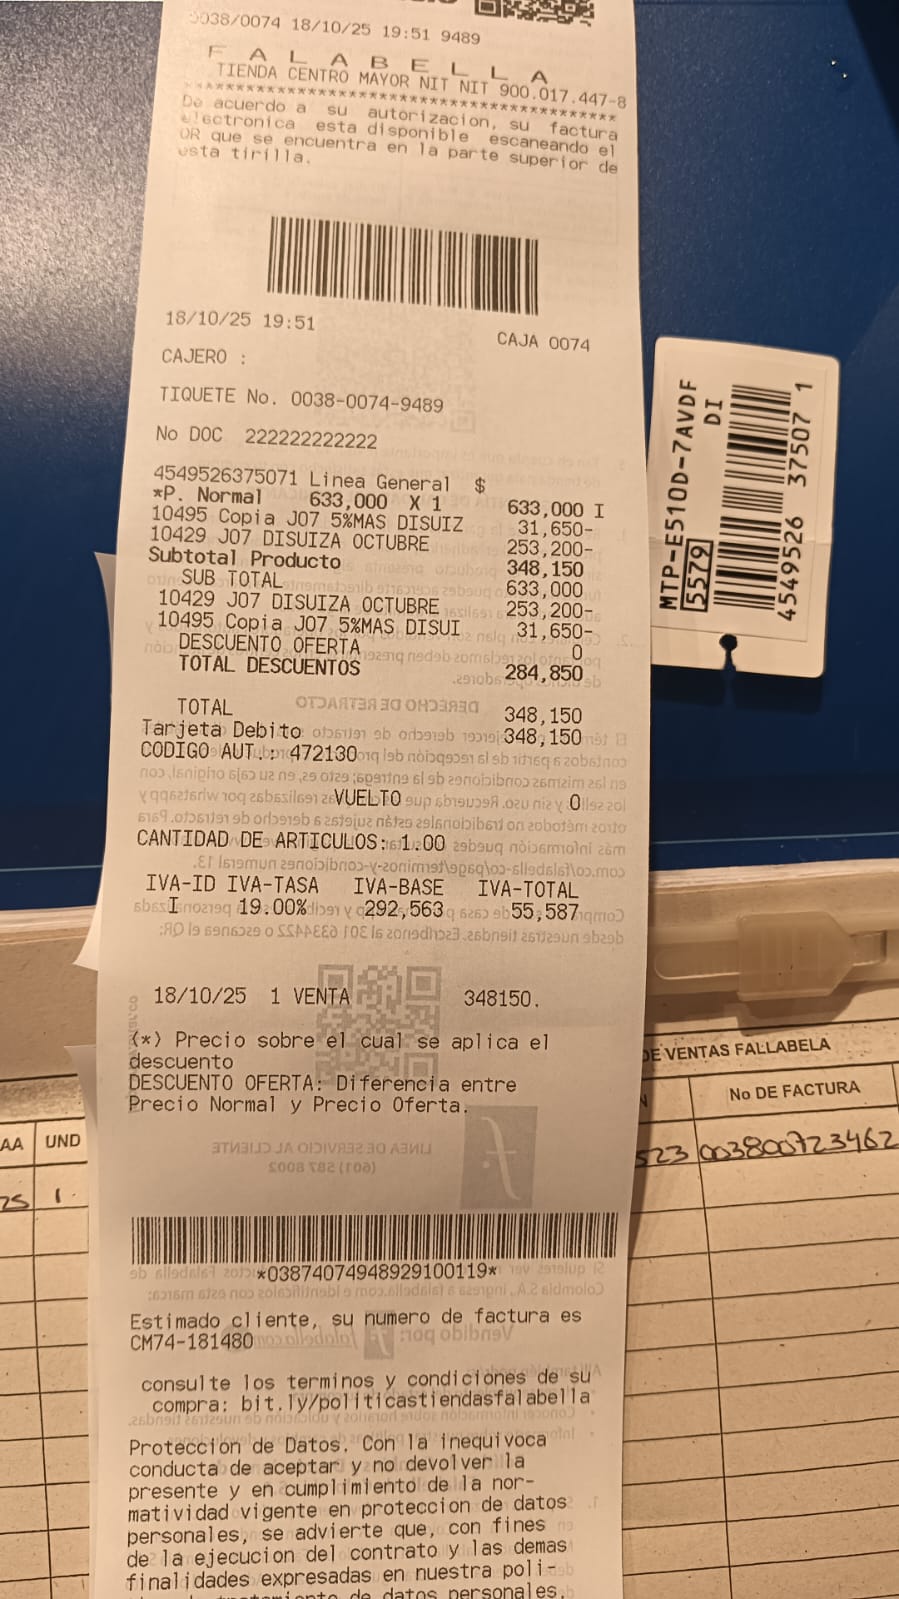 0038/0074 18/10/25 19:51 9489
F A L A B E L L A
TIENDA CENTRO MAYOR NIT NIT 900.017.447-8
******************************************
De acuerdo a su autorizacion, su factura
electronica esta disponible escaneando el
QR que se encuentra en la parte superior de
esta tirilla.
18/10/25 19:51
CAJA 0074
CAJERO :
TIQUETE No. 0038-0074-9489
No DOC 222222222222
4549526375071 Linea General $
*P. Normal 633,000 X 1 633,000 I
10495 Copia J07 5%MAS DISUIZ 31,650-
10429 J07 DISUIZA OCTUBRE 253,200-
Subtotal Producto 348,150
SUB TOTAL 633,000
10429 J07 DISUIZA OCTUBRE 253,200-
10495 Copia J07 5%MAS DISUI 31,650-
DESCUENTO OFERTA 0
TOTAL DESCUENTOS 284,850
TOTAL 348,150
Tarjeta Debito 348,150
CODIGO AUT.: 472130
VUELTO 0
CANTIDAD DE ARTICULOS: 1.00
IVA-ID IVA-TASA IVA-BASE IVA-TOTAL
I 19.00% 292,563 55,587
18/10/25 1 VENTA 348150.
(*) Precio sobre el cual se aplica el
descuento
DESCUENTO OFERTA: Diferencia entre
Precio Normal y Precio Oferta.
*03874074948929100119*
Estimado cliente, su numero de factura es
CM74-181480
consulte los terminos y condiciones de su
compra: bit.ly/politicastiendasfalabella
Proteccion de Datos. Con la inequivoca
conducta de aceptar y no devolver la
presente y en cumplimiento de la nor-
matividad vigente en proteccion de datos
personales, se advierte que, con fines
de la ejecucion del contrato y las demas
finalidades expresadas en nuestra poli-
de datos personales.
MTP-E510D-7AVDF
DI
5579
4549526 37507 1
DE VENTAS FALLABELA
No DE FACTURA
523 003800723462
AA UND
25 1